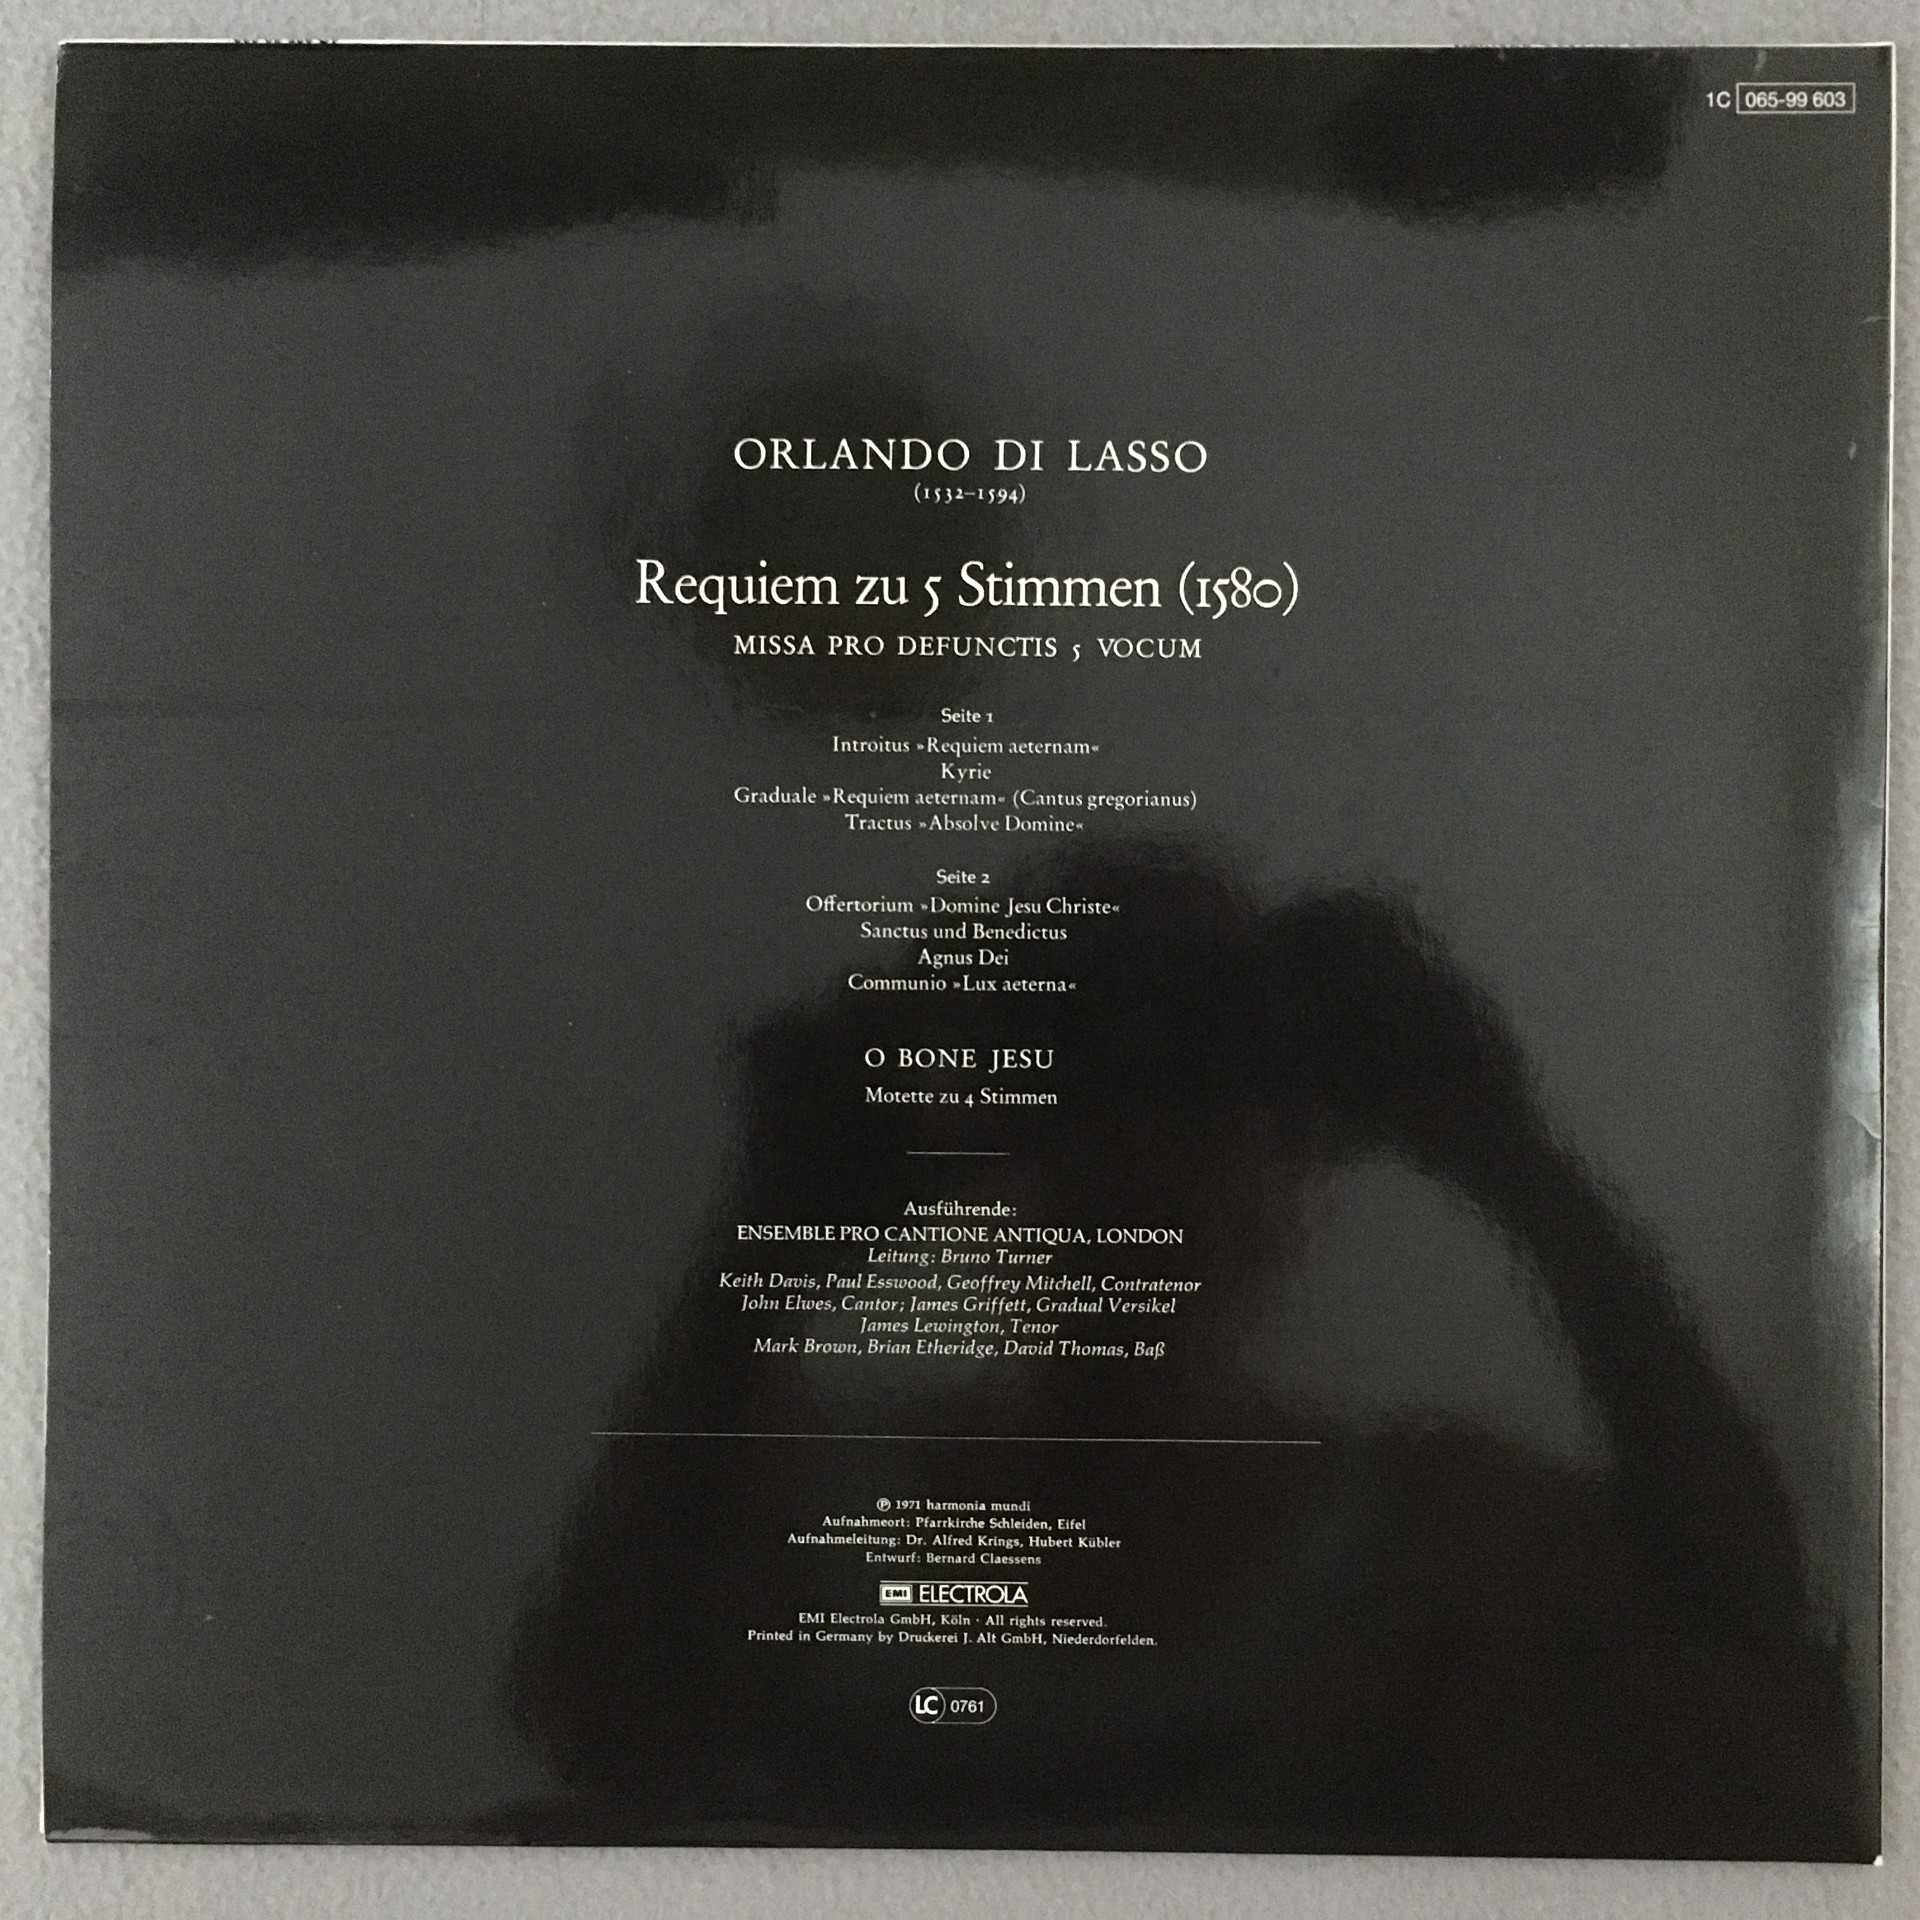 1C 065-99 603
ORLANDO DI LASSO
(1532–1594)
Requiem zu 5 Stimmen (1580)
MISSA PRO DEFUNCTIS 5 VOCUM
Seite 1
Introitus »Requiem aeternam«
Kyrie
Graduale »Requiem aeternam« (Cantus gregorianus)
Tractus »Absolve Domine«
Seite 2
Offertorium »Domine Jesu Christe«
Sanctus und Benedictus
Agnus Dei
Communio »Lux aeterna«
O BONE JESU
Motette zu 4 Stimmen
Ausführende:
ENSEMBLE PRO CANTIONE ANTIQUA, LONDON
Leitung: Bruno Turner
Keith Davis, Paul Esswood, Geoffrey Mitchell, Contratenor
John Elwes, Cantor; James Griffett, Gradual Versikel
James Lewington, Tenor
Mark Brown, Brian Etheridge, David Thomas, Baß
℗ 1971 harmonia mundi
Aufnahmeort: Pfarrkirche Schleiden, Eifel
Aufnahmeleitung: Dr. Alfred Krings, Hubert Kübler
Entwurf: Bernard Claessens
EMI ELECTROLA
EMI Electrola GmbH, Köln · All rights reserved.
Printed in Germany by Druckerei J. Alt GmbH, Niederdorfelden.
LC 0761